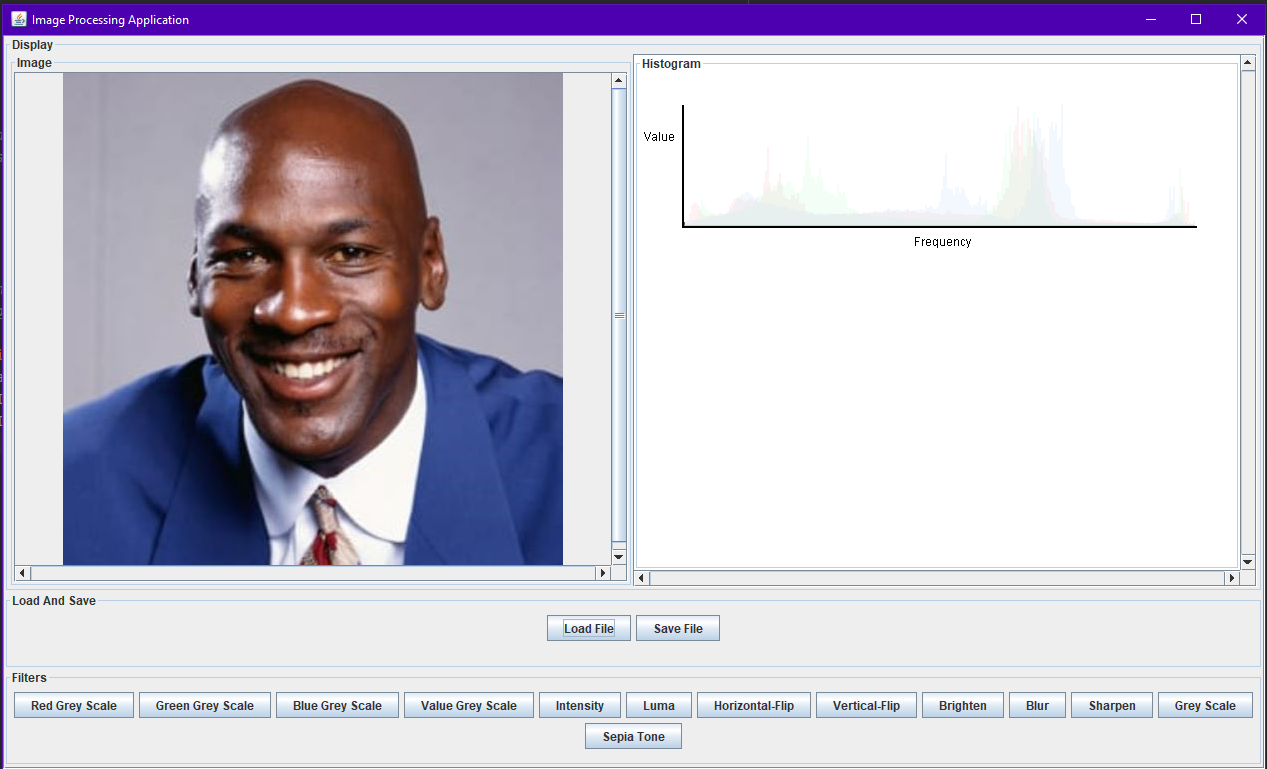 Image Processing Application
Display
Image
Histogram
Value
Frequency
Load And Save
Load File Save File
Filters
Red Grey Scale Green Grey Scale Blue Grey Scale Value Grey Scale Intensity Luma Horizontal-Flip Vertical-Flip Brighten Blur Sharpen Grey Scale
Sepia Tone